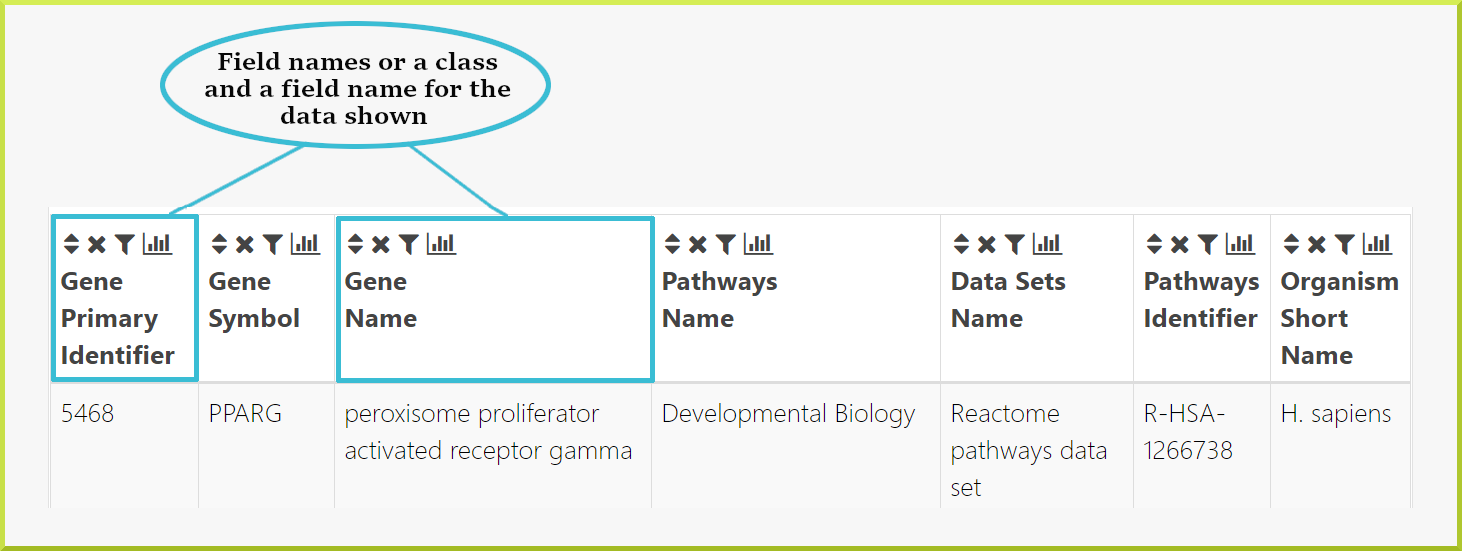 Field names or a class
and a field name for the
data shown
Gene
Primary
Identifier
Gene
Symbol
Gene
Name
Pathways
Name
Data Sets
Name
Pathways
Identifier
Organism
Short
Name
5468
PPARG
peroxisome proliferator
activated receptor gamma
Developmental Biology
Reactome
pathways data
set
R-HSA-
1266738
H. sapiens